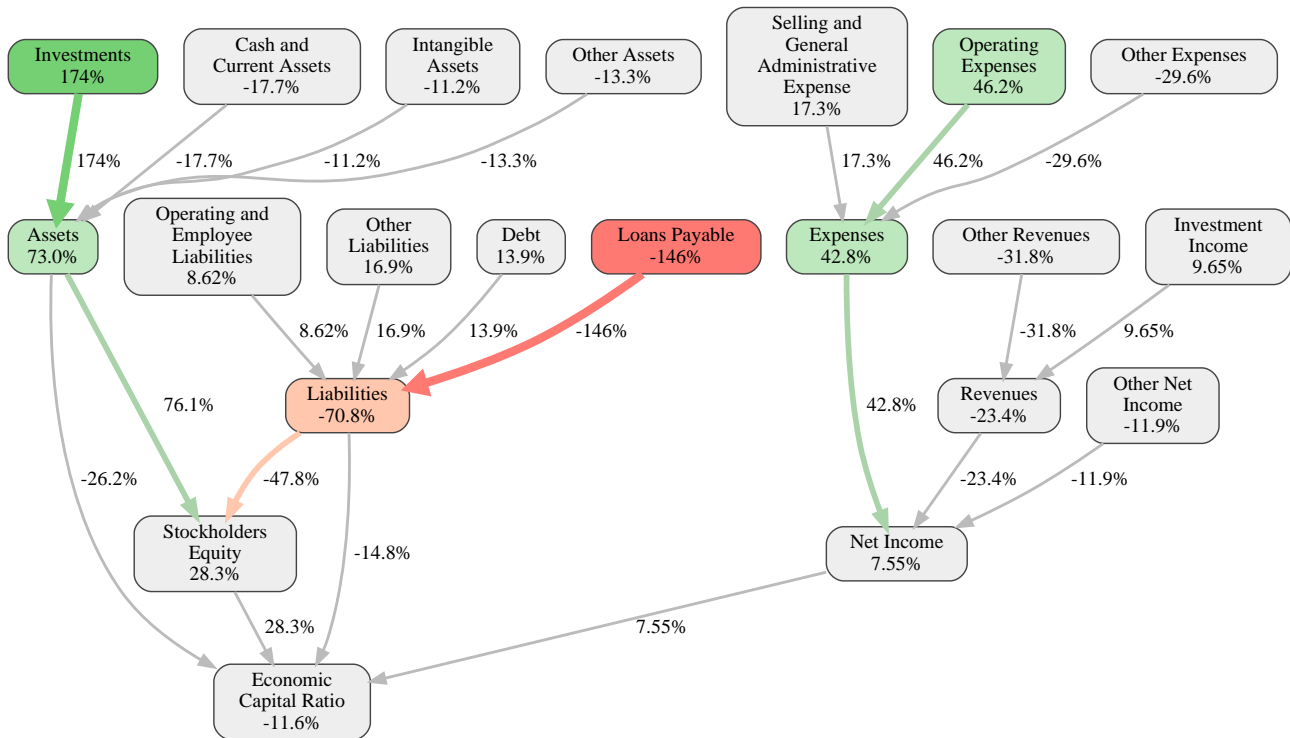 Investments
174%
Cash and
Current Assets
-17.7%
Intangible
Assets
-11.2%
Other Assets
-13.3%
Selling and
General
Administrative
Expense
17.3%
Operating
Expenses
46.2%
Other Expenses
-29.6%
174%
-17.7%
-11.2%
-13.3%
17.3%
46.2%
-29.6%
Assets
73.0%
Operating and
Employee
Liabilities
8.62%
Other
Liabilities
16.9%
Debt
13.9%
Loans Payable
-146%
Expenses
42.8%
Other Revenues
-31.8%
Investment
Income
9.65%
8.62%
16.9%
13.9%
-146%
-31.8%
9.65%
76.1%
Liabilities
-70.8%
42.8%
Revenues
-23.4%
Other Net
Income
-11.9%
-26.2%
-47.8%
-23.4%
-11.9%
Stockholders
Equity
28.3%
-14.8%
Net Income
7.55%
28.3%
7.55%
Economic
Capital Ratio
-11.6%